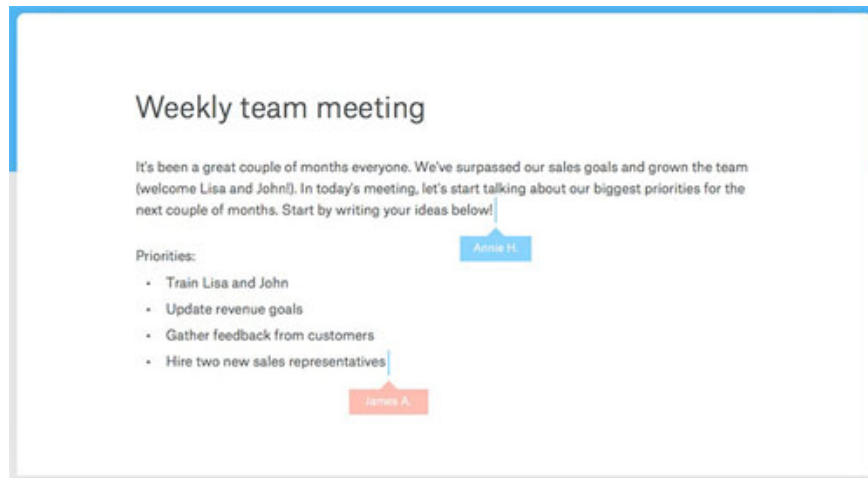 Weekly team meeting
It's been a great couple of months everyone. We've surpassed our sales goals and grown the team
(welcome Lisa and John!). In today's meeting, let's start talking about our biggest priorities for the
next couple of months. Start by writing your ideas below!
Annie H.
Priorities:
• Train Lisa and John
• Update revenue goals
• Gather feedback from customers
• Hire two new sales representatives
James A.